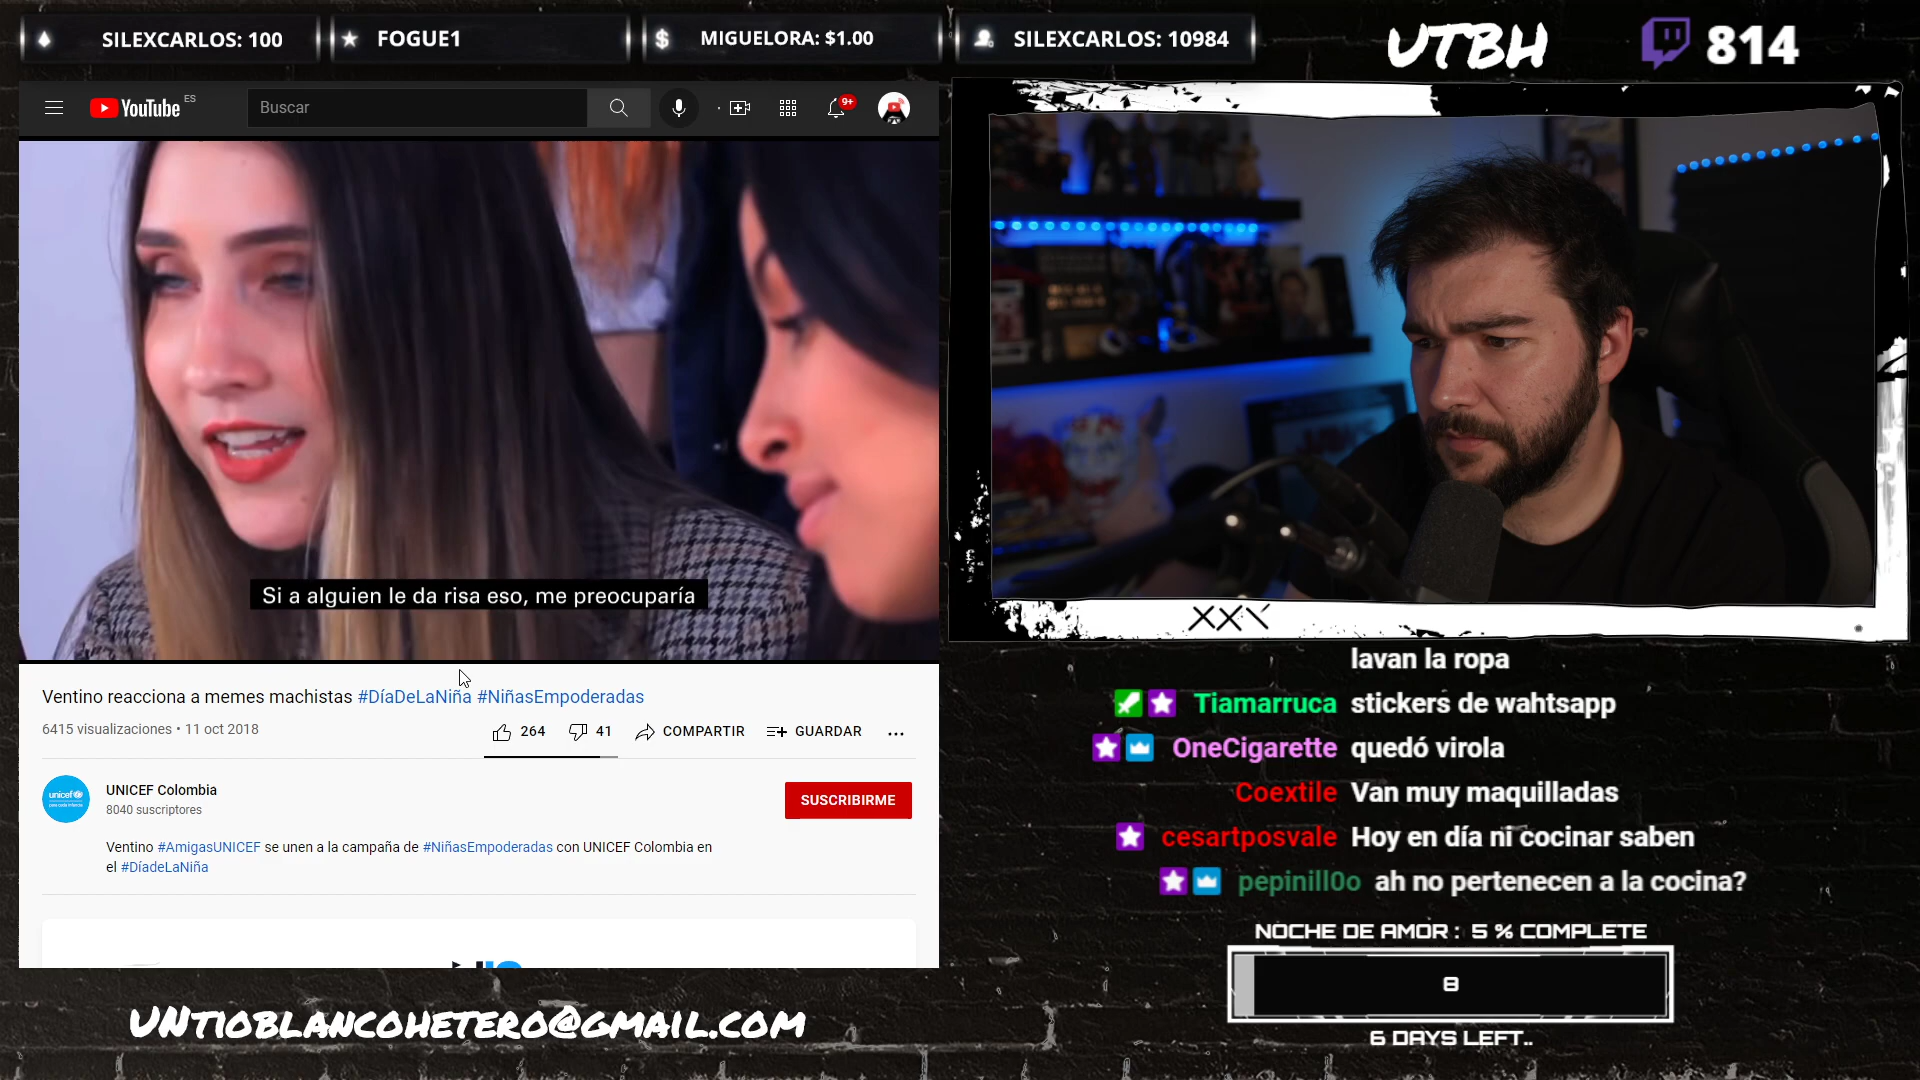 SILEXCARLOS: 100
FOGUE1
MIGUELORA: $1.00
SILEXCARLOS: 10984
UTBH
814
YouTube ES
Buscar
9+
Si a alguien le da risa eso, me preocuparía
Ventino reacciona a memes machistas #DíaDeLaNiña #NiñasEmpoderadas
6415 visualizaciones • 11 oct 2018
264
41
COMPARTIR
GUARDAR
unicef
UNICEF Colombia
8040 suscriptores
SUSCRIBIRME
Ventino #AmigasUNICEF se unen a la campaña de #NiñasEmpoderadas con UNICEF Colombia en
el #DíadeLaNiña
UNtioblancohetero@gmail.com
lavan la ropa
Tiamarruca stickers de wahtsapp
OneCigarette quedó virola
Coextile Van muy maquilladas
cesartposvale Hoy en día ni cocinar saben
pepinill0o ah no pertenecen a la cocina?
NOCHE DE AMOR : 5 % COMPLETE
8
6 DAYS LEFT..